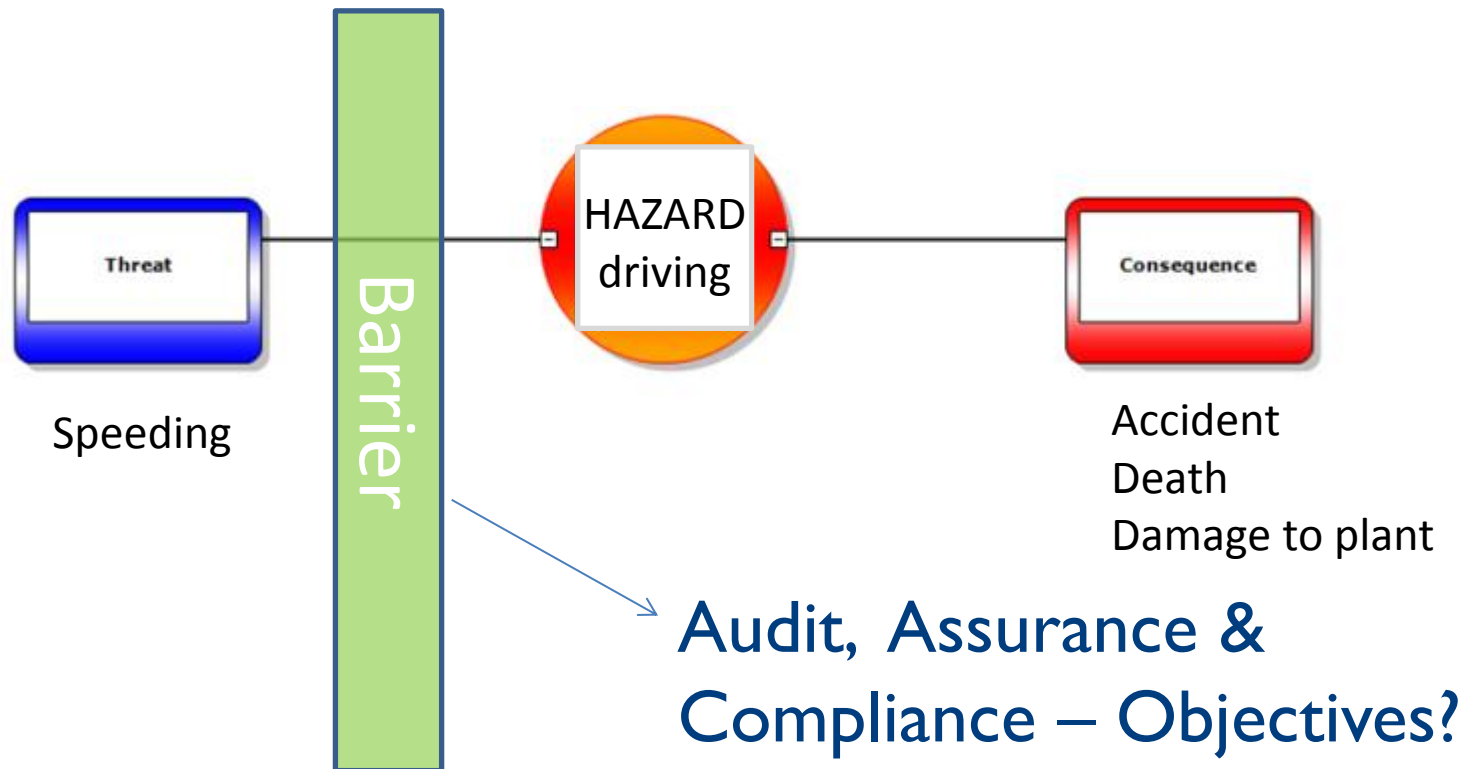 Threat
Speeding
Barrier
HAZARD
driving
Consequence
Accident
Death
Damage to plant
Audit, Assurance &
Compliance – Objectives?